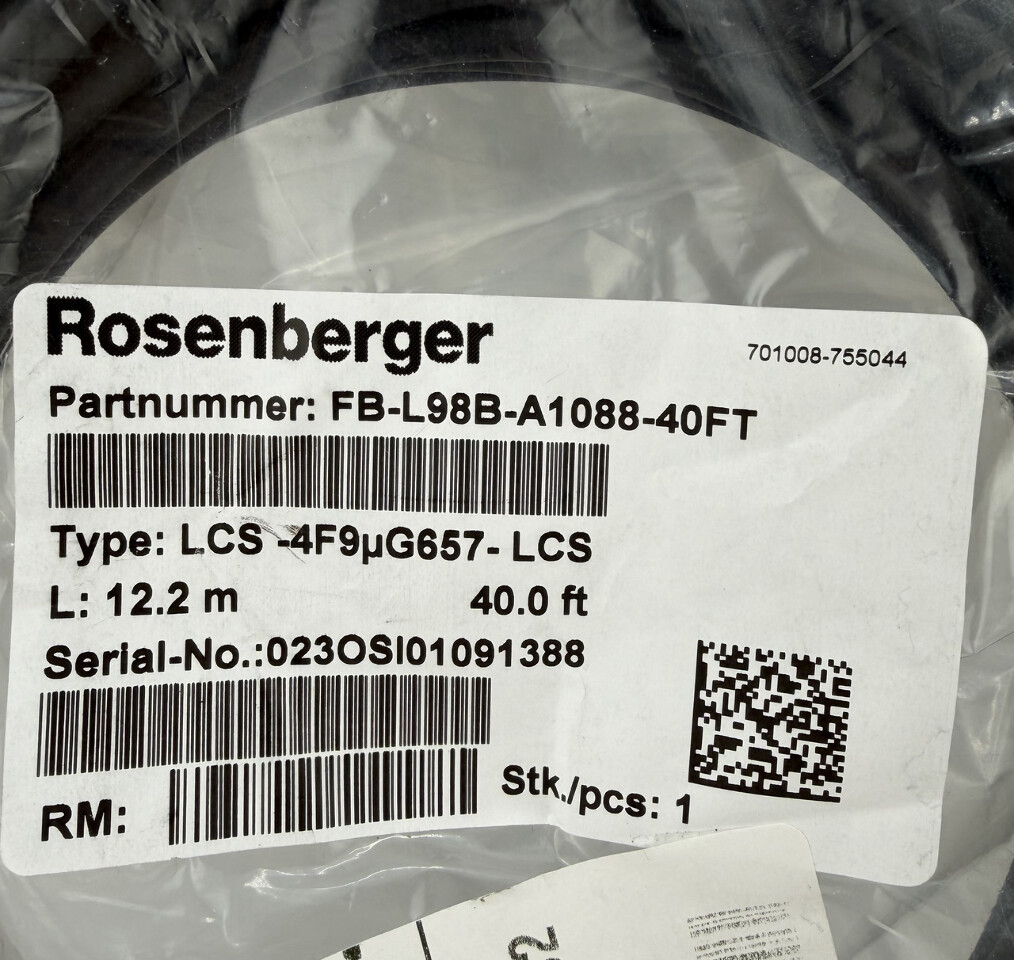 Rosenberger
701008-755044
Partnummer: FB-L98B-A1088-40FT
Type: LCS -4F9µG657- LCS
L: 12.2 m 40.0 ft
Serial-No.:023OSI01091388
RM:
Stk./pcs: 1